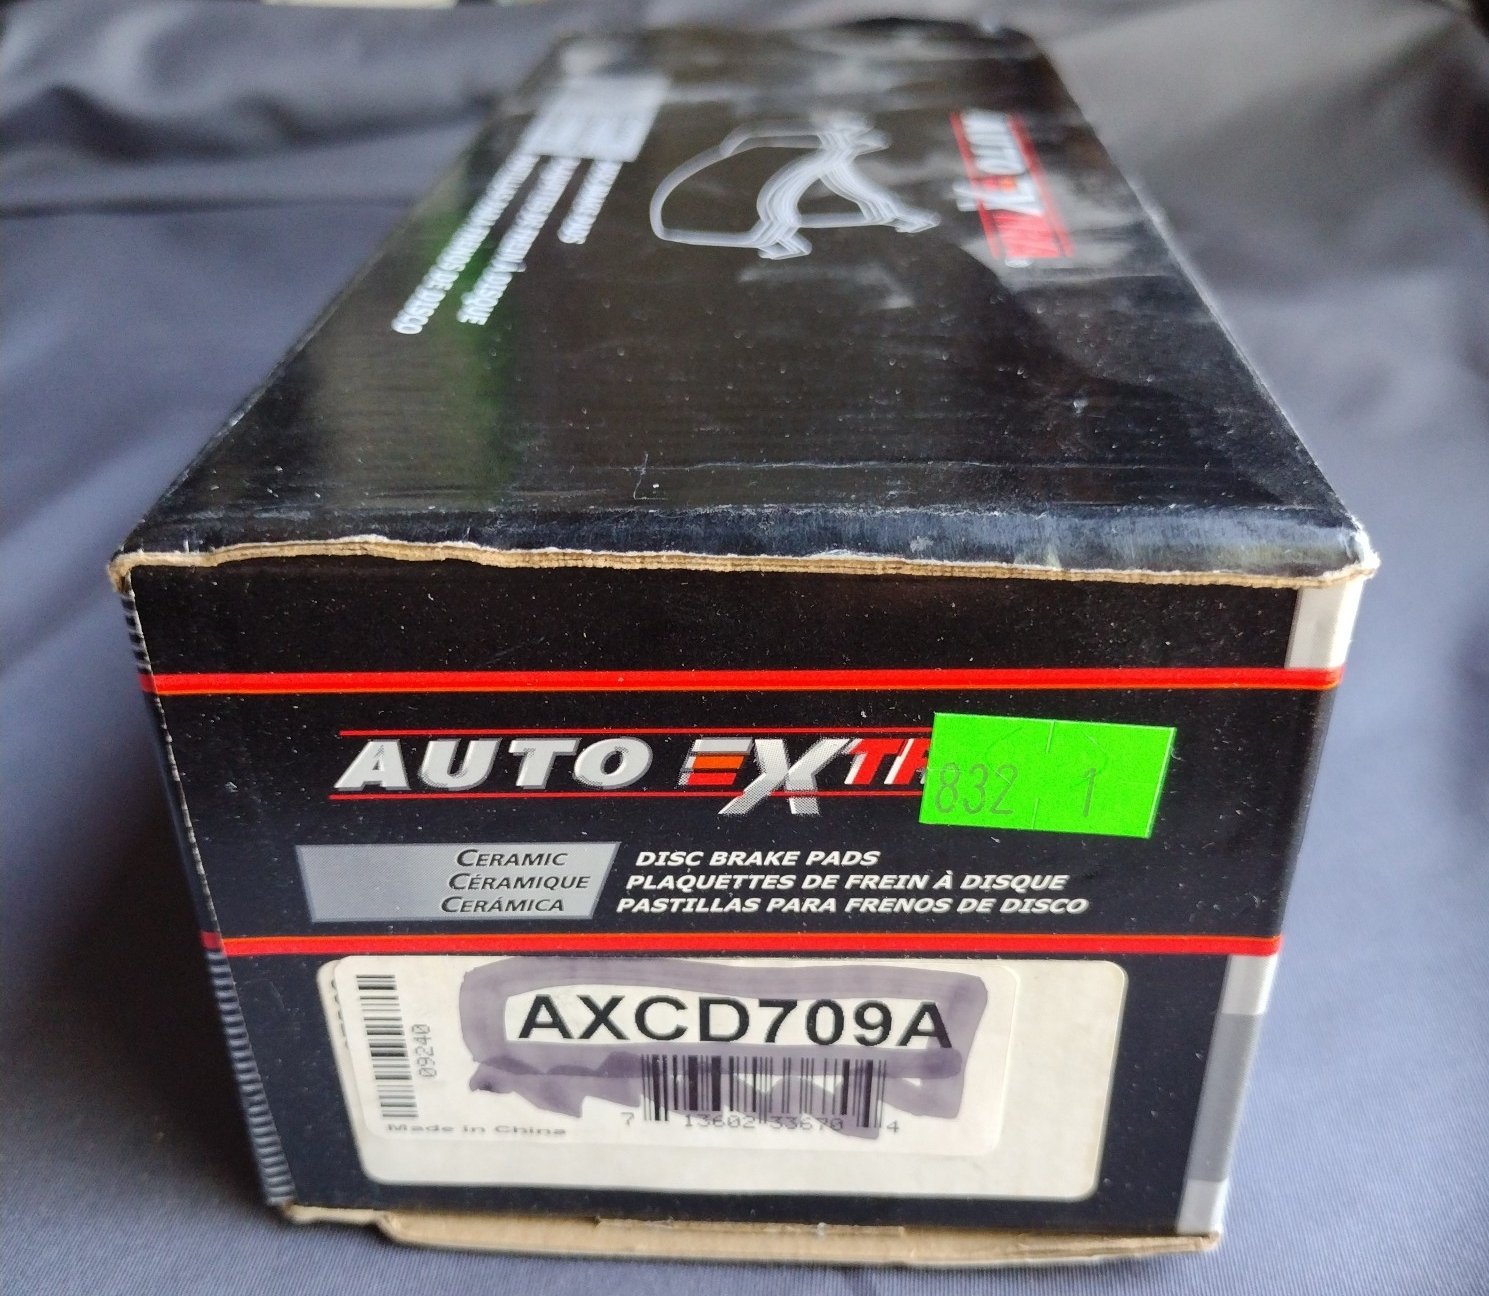 AUTO EXTRA
CERAMIC DISC BRAKE PADS
CÉRAMIQUE PLAQUETTES DE FREIN À DISQUE
CERÁMICA PASTILLAS PARA FRENOS DE DISCO
832 1
AXCD709A
09240
7 13602 33670 4
Made in China